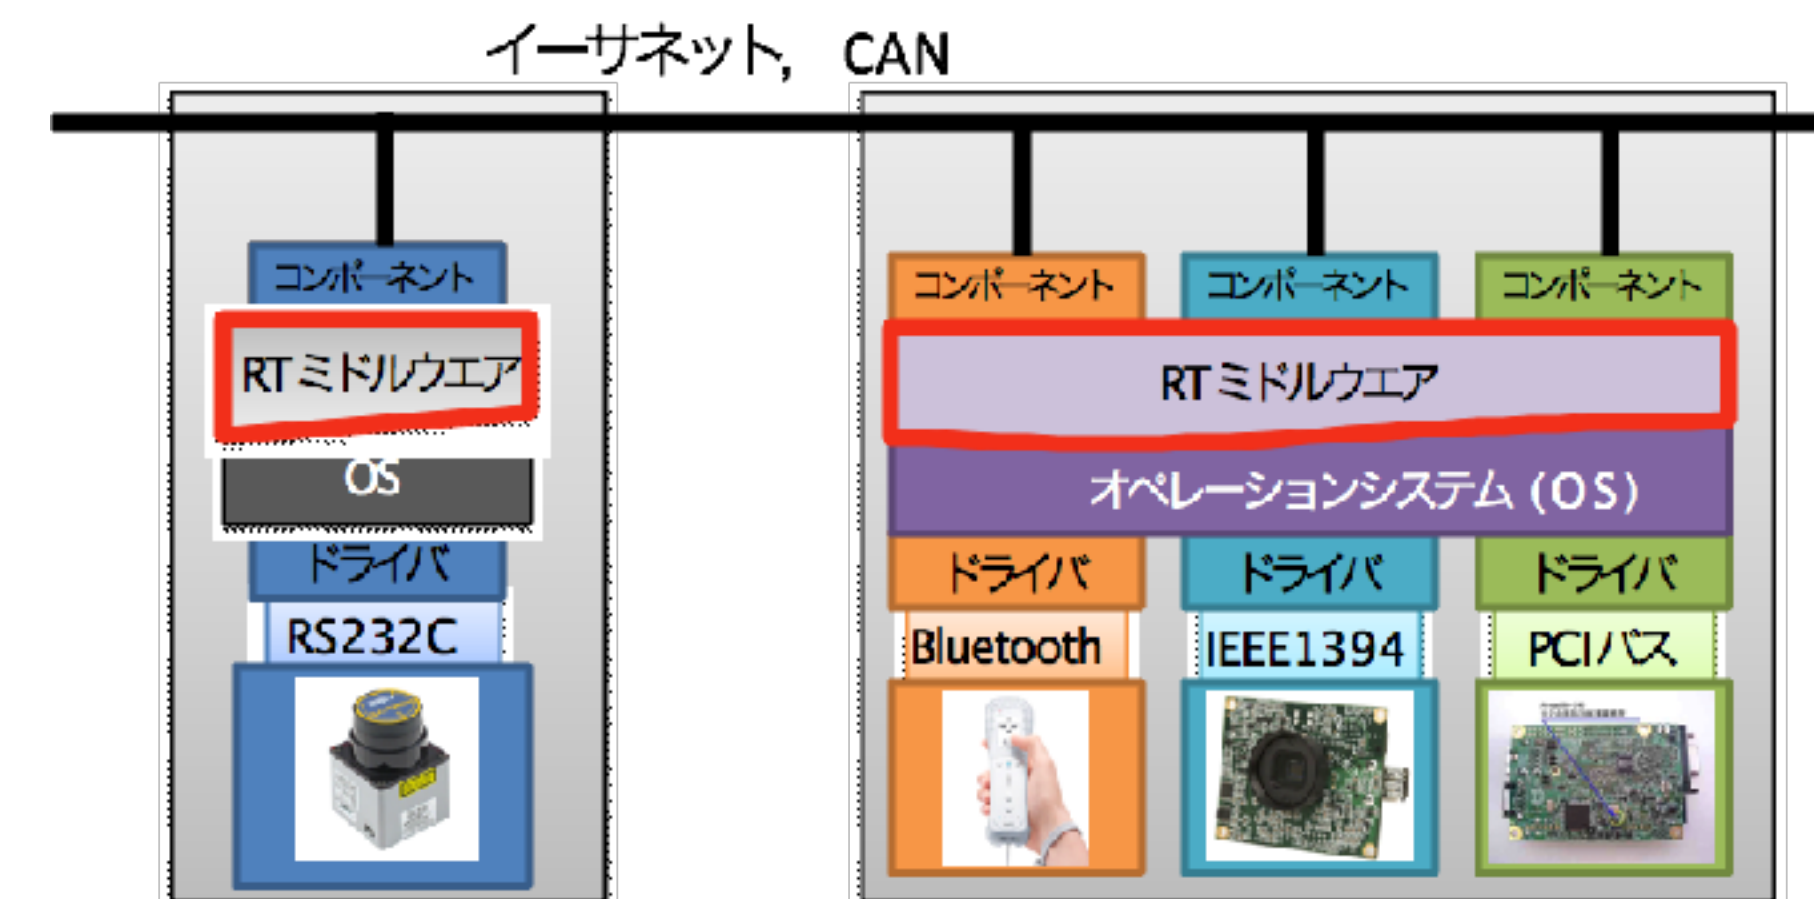 イーサネット, CAN
コンポーネント
RTミドルウエア
OS
ドライバ
RS232C
コンポーネント コンポーネント コンポーネント
RTミドルウエア
オペレーションシステム(OS)
ドライバ ドライバ ドライバ
Bluetooth IEEE1394 PCIバス